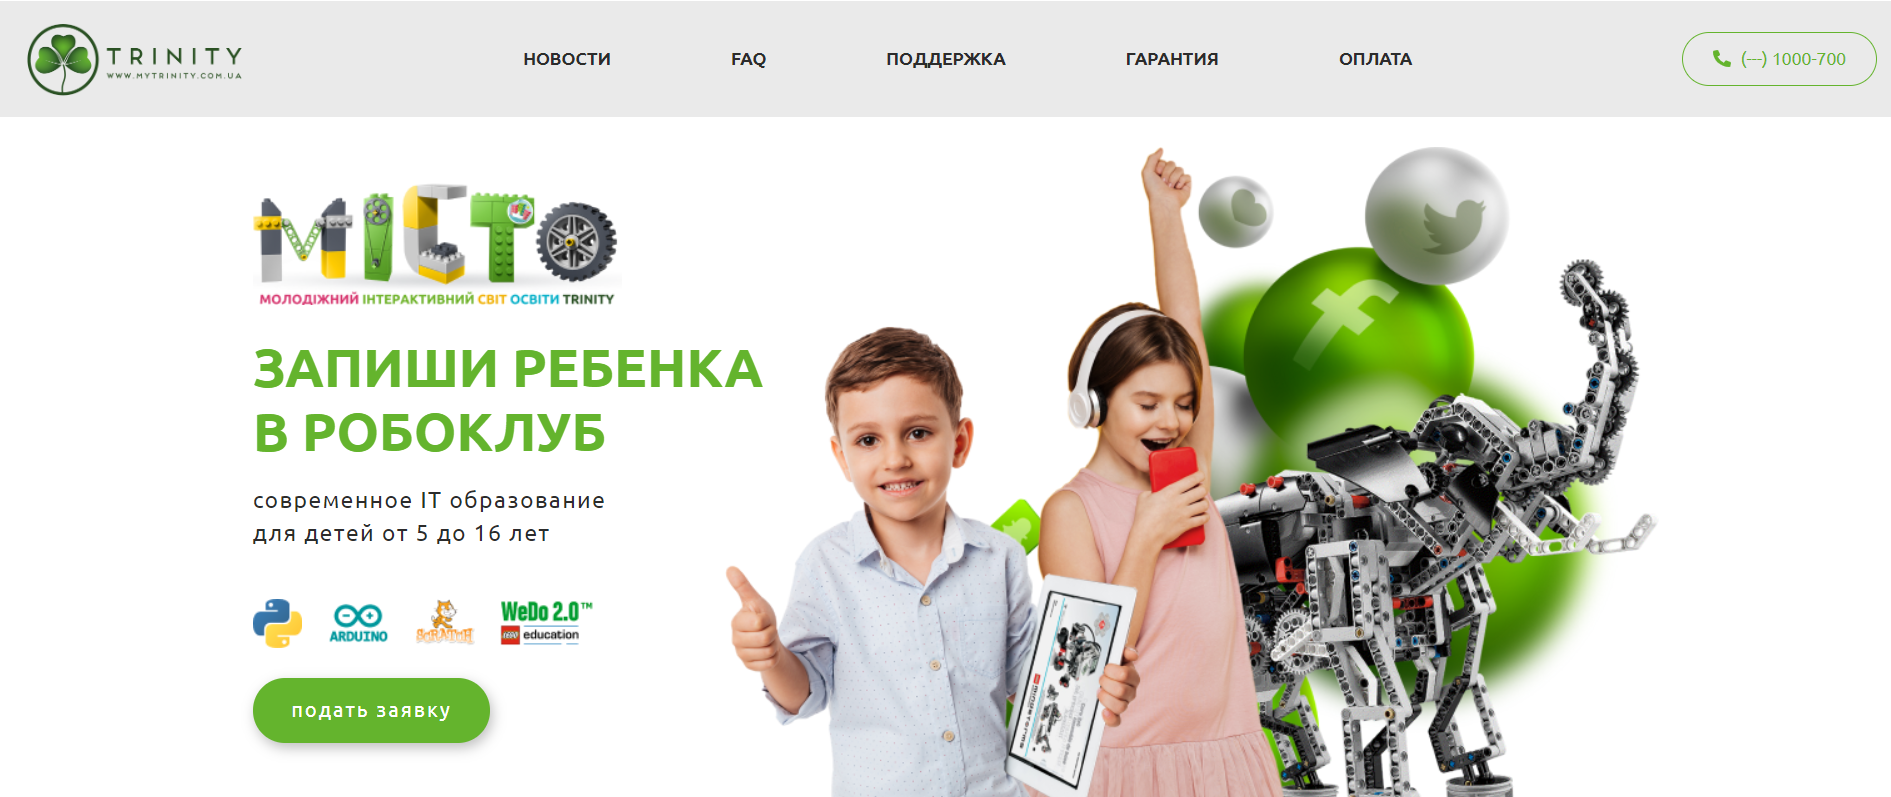 TRINITY
WWW.MYTRINITY.COM.UA
НОВОСТИ
FAQ
ПОДДЕРЖКА
ГАРАНТИЯ
ОПЛАТА
(---) 1000-700
МІСТО
МОЛОДІЖНИЙ ІНТЕРАКТИВНИЙ СВІТ ОСВІТИ TRINITY
ЗАПИШИ РЕБЕНКА
В РОБОКЛУБ
современное IT образование
для детей от 5 до 16 лет
ARDUINO
SCRATCH
WeDo 2.0™
LEGO education
подать заявку
mindstorms